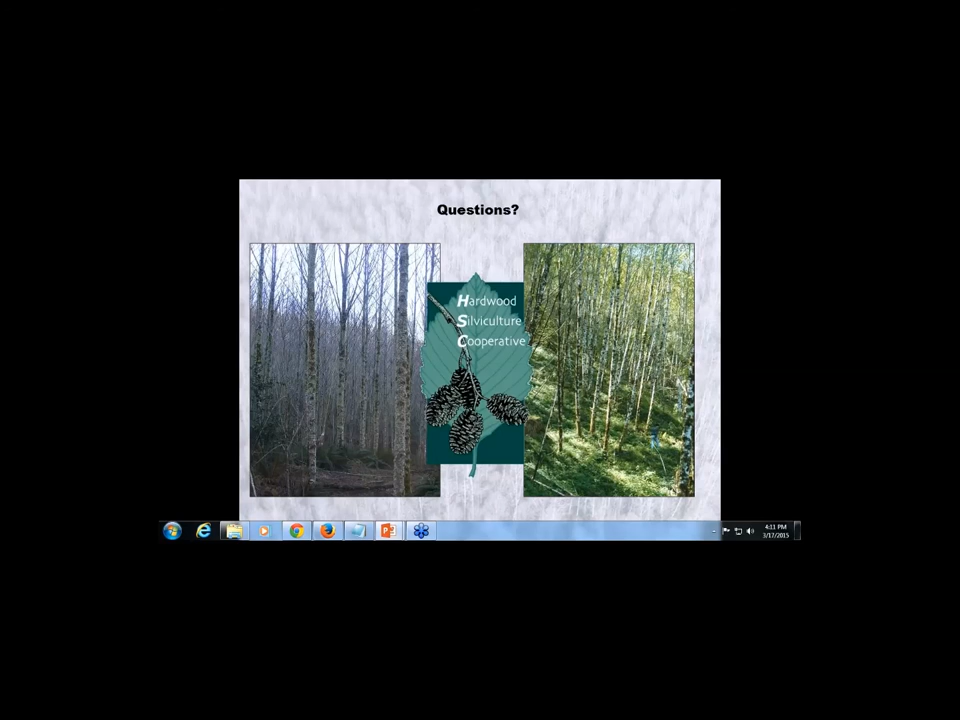 Questions?
Hardwood
Silviculture
Cooperative
4:11 PM
3/17/2015